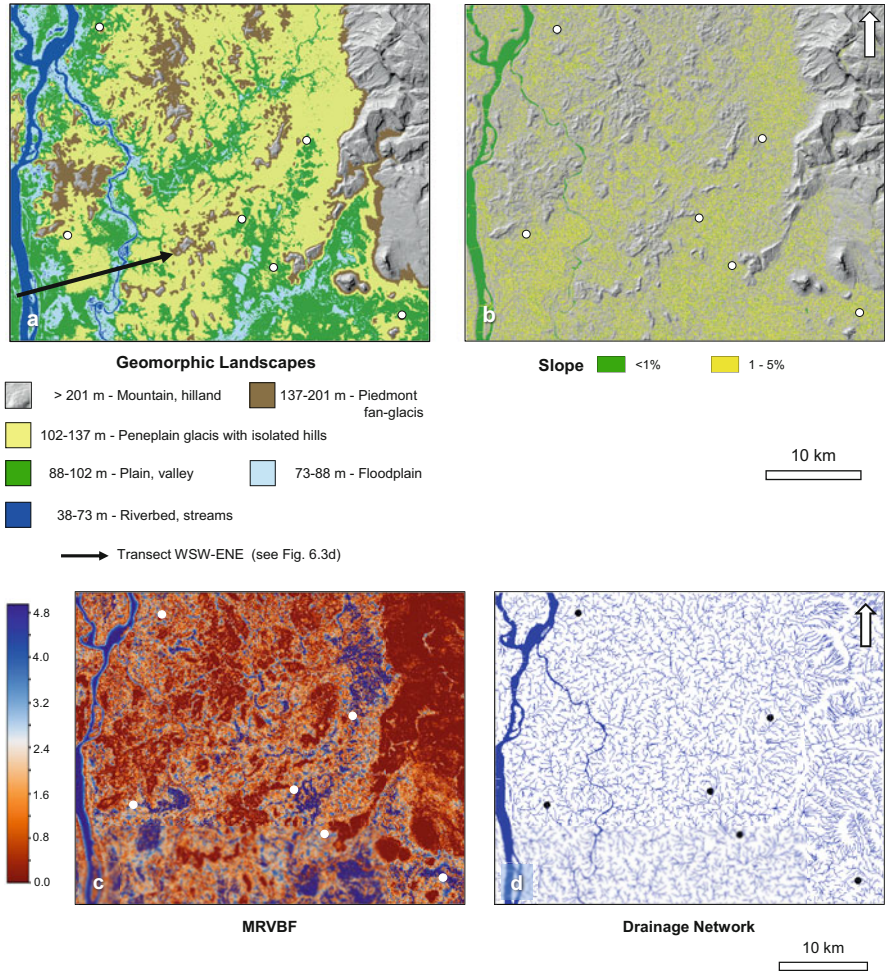 a
b
Geomorphic Landscapes
> 201 m - Mountain, hilland
137-201 m - Piedmont
fan-glacis
102-137 m - Peneplain glacis with isolated hills
88-102 m - Plain, valley
73-88 m - Floodplain
38-73 m - Riverbed, streams
Transect WSW-ENE (see Fig. 6.3d)
Slope
<1%
1 - 5%
10 km
4.8
4.0
3.2
2.4
1.6
0.8
0.0
c
d
MRVBF
Drainage Network
10 km